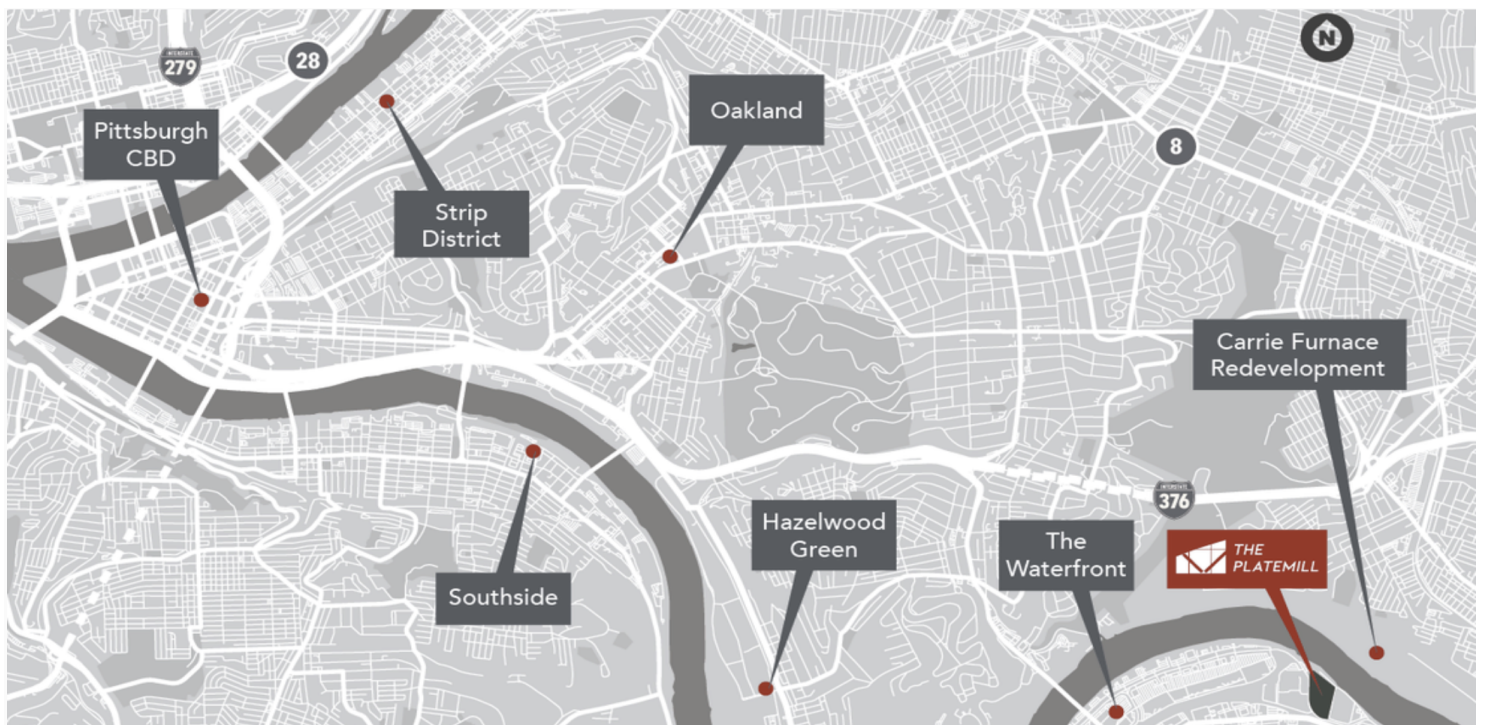 INTERSTATE
279
28
N
Pittsburgh
CBD
Oakland
8
Strip
District
Carrie Furnace
Redevelopment
INTERSTATE
376
Hazelwood
Green
The
Waterfront
THE
PLATEMILL
Southside